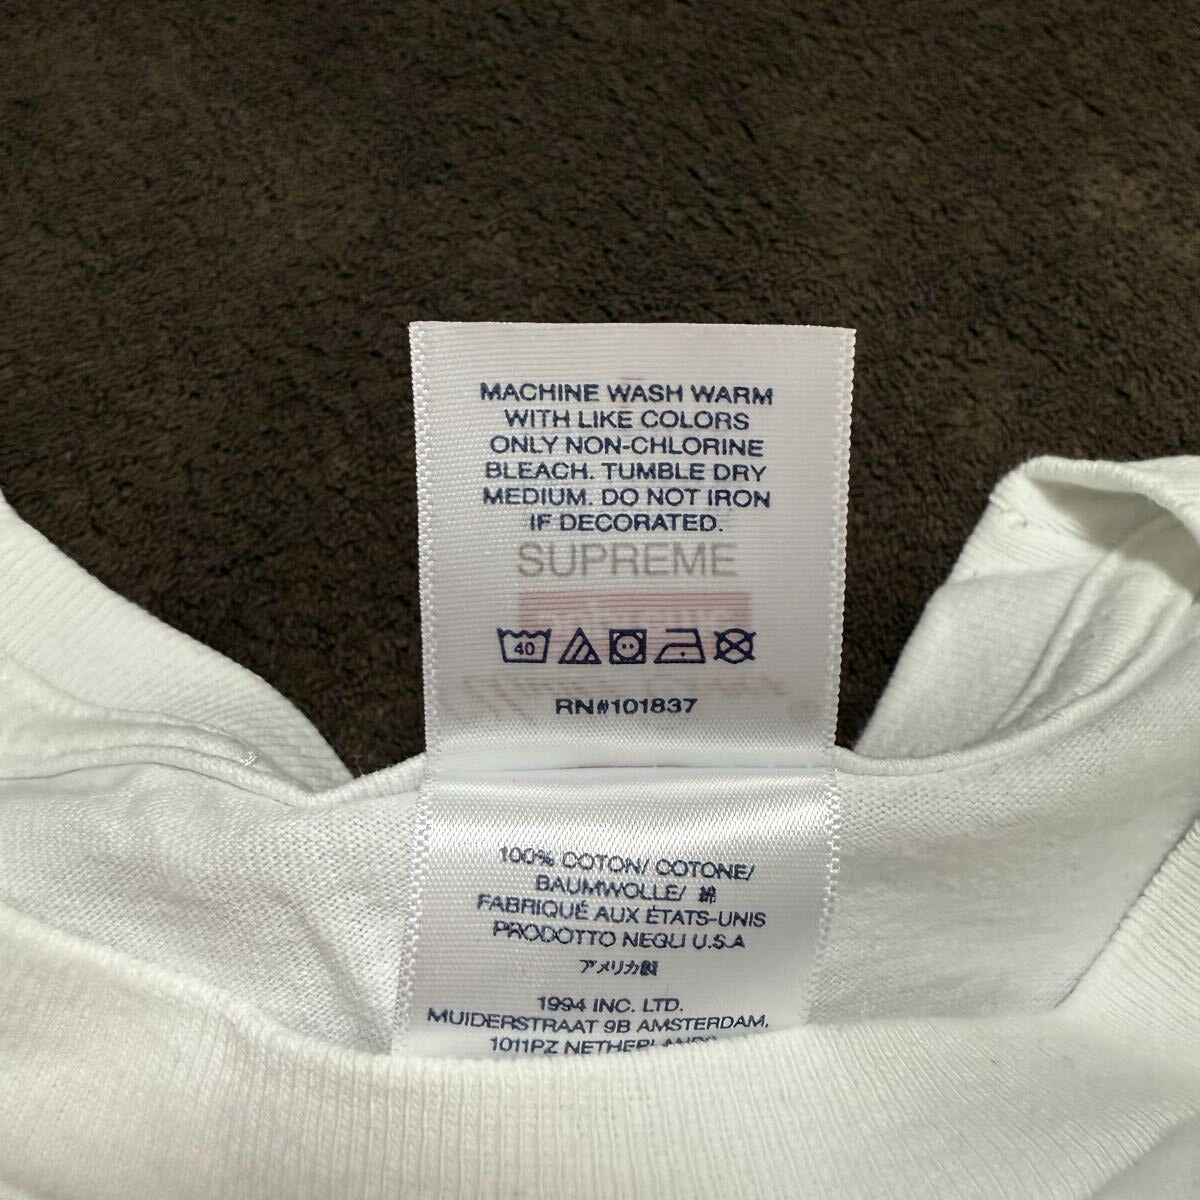 MACHINE WASH WARM
WITH LIKE COLORS
ONLY NON-CHLORINE
BLEACH. TUMBLE DRY
MEDIUM. DO NOT IRON
IF DECORATED.
SUPREME
40
RN#101837
100% COTON/ COTONE/
BAUMWOLLE/ 綿
FABRIQUÉ AUX ÉTATS-UNIS
PRODOTTO NEGLI U.S.A
アメリカ製
1994 INC. LTD.
MUIDERSTRAAT 9B AMSTERDAM,
1011PZ